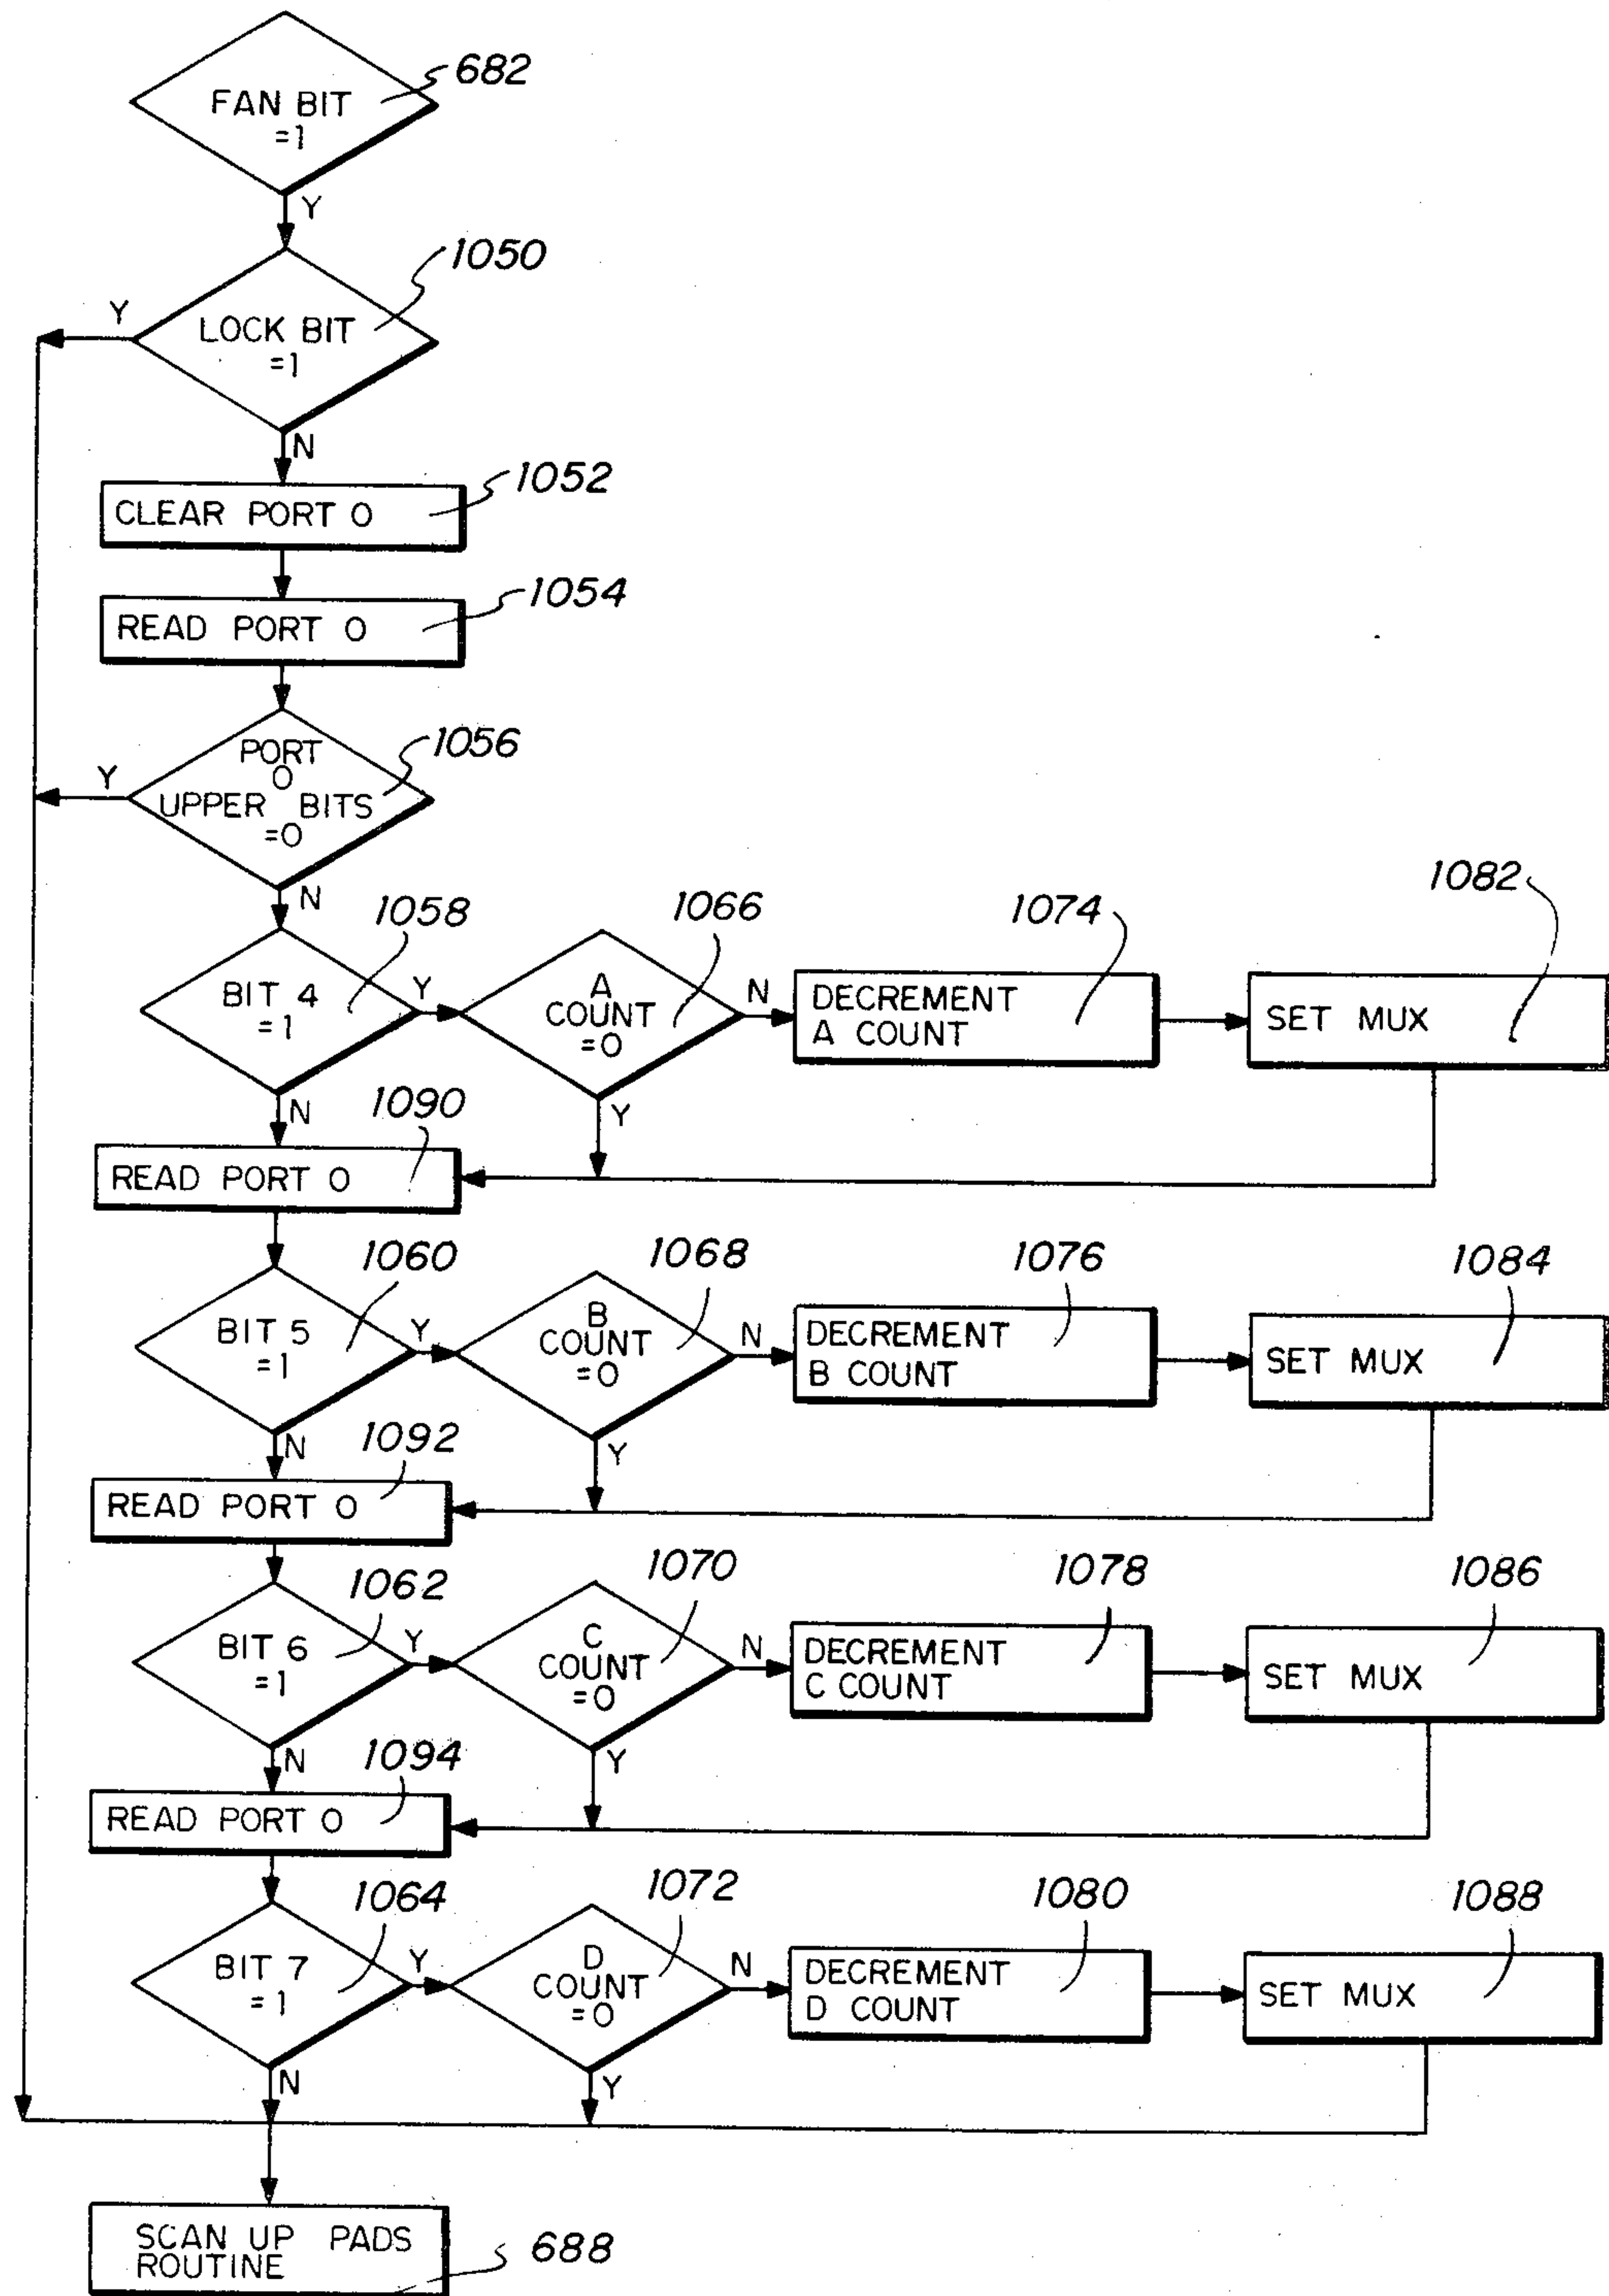 682
FAN BIT
=1
Y
1050
Y
LOCK BIT
=1
N
1052
CLEAR PORT 0
1054
READ PORT 0
1056
PORT
0
UPPER BITS
=0
Y
N
1058
BIT 4
=1
Y
N
1066
A
COUNT
=0
N
Y
1074
DECREMENT
A COUNT
1082
SET MUX
1090
READ PORT 0
1060
BIT 5
=1
Y
N
1068
B
COUNT
=0
N
Y
1076
DECREMENT
B COUNT
1084
SET MUX
1092
READ PORT 0
1062
BIT 6
=1
Y
N
1070
C
COUNT
=0
N
Y
1078
DECREMENT
C COUNT
1086
SET MUX
1094
READ PORT 0
1064
BIT 7
=1
Y
N
1072
D
COUNT
=0
N
Y
1080
DECREMENT
D COUNT
1088
SET MUX
SCAN UP PADS
ROUTINE
688